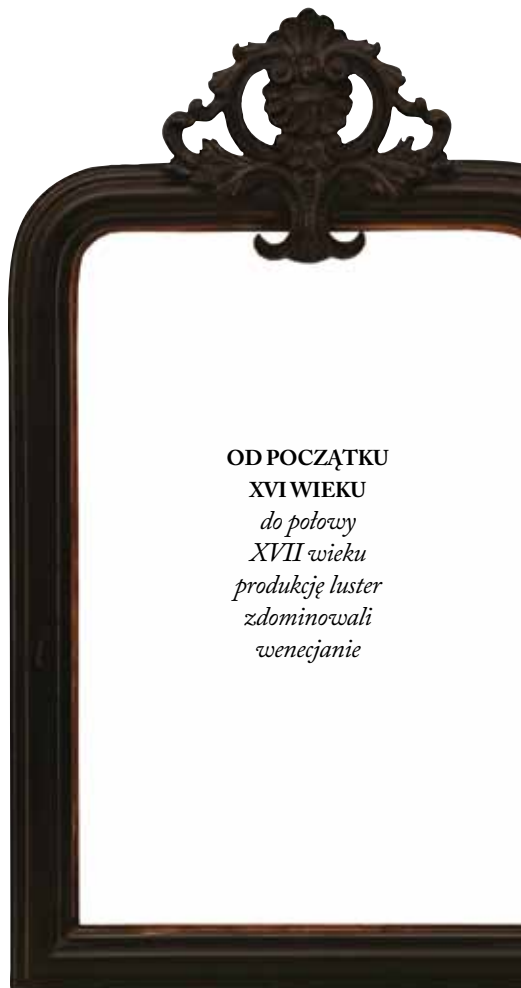 OD POCZĄTKU
XVI WIEKU
do połowy
XVII wieku
produkcję luster
zdominowali
wenecjanie